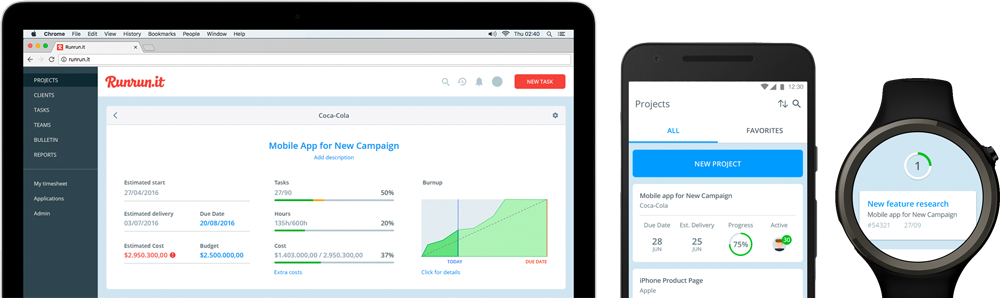 Chrome File Edit View History Bookmarks People Window Help Thu 02:40
Runrun.it
runrun.it
PROJECTS
CLIENTS
TASKS
TEAMS
BULLETIN
REPORTS
My timesheet
Applications
Admin
Runrun.it
NEW TASK
Coca-Cola
Mobile App for New Campaign
Add description
Estimated start
27/04/2016
Estimated delivery Due Date
03/07/2016 20/08/2016
Estimated Cost Budget
$2.950.300,00 $2.500.000,00
Tasks
27/90 50%
Hours
135h/600h 20%
Cost
$1.403.000,00 / 2.950.300,00 37%
Extra costs
Burnup
TODAY DUE DATE
Click for details
12:30
Projects
ALL FAVORITES
NEW PROJECT
Mobile app for New Campaign
Coca-Cola
Due Date Est. Delivery Progress Active
28 25 75% 30
JUN JUN
iPhone Product Page
Apple
1
New feature research
Mobile app for New Campaign
#54321 27/09